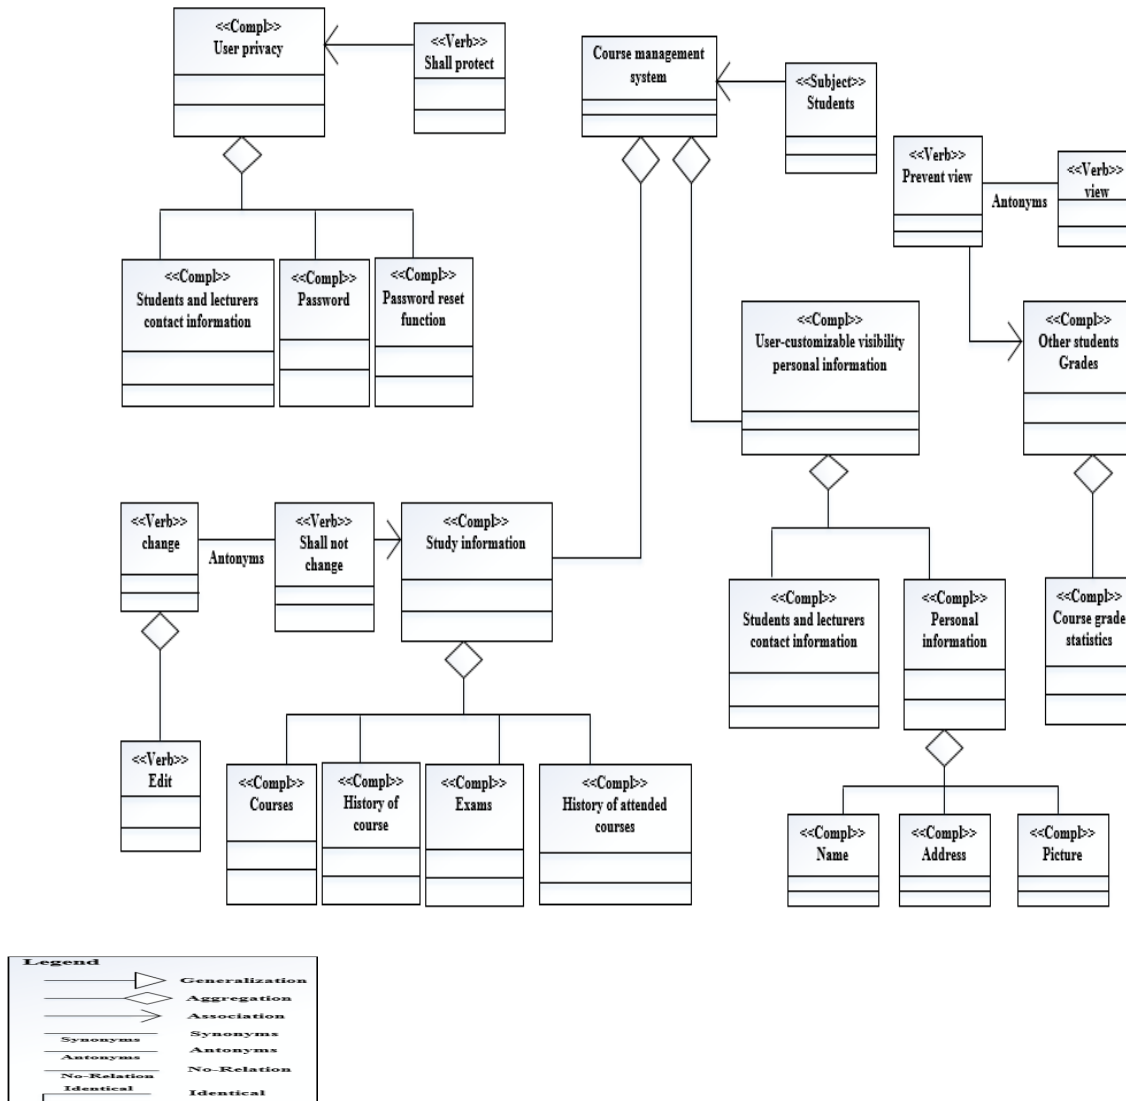 <<Compl>>
User privacy
<<Verb>>
Shall protect
Course management
system
<<Subject>>
Students
<<Verb>>
Prevent view
Antonyms
<<Verb>>
view
<<Compl>>
Students and lecturers
contact information
<<Compl>>
Password
<<Compl>>
Password reset
function
<<Compl>>
User-customizable visibility
personal information
<<Compl>>
Other students
Grades
<<Verb>>
change
Antonyms
<<Verb>>
Shall not
change
<<Compl>>
Study information
<<Compl>>
Students and lecturers
contact information
<<Compl>>
Personal
information
<<Compl>>
Course grade
statistics
<<Verb>>
Edit
<<Compl>>
Courses
<<Compl>>
History of
course
<<Compl>>
Exams
<<Compl>>
History of attended
courses
<<Compl>>
Name
<<Compl>>
Address
<<Compl>>
Picture
Legend
Generalization
Aggregation
Association
Synonyms Synonyms
Antonyms Antonyms
No-Relation No-Relation
Identical Identical